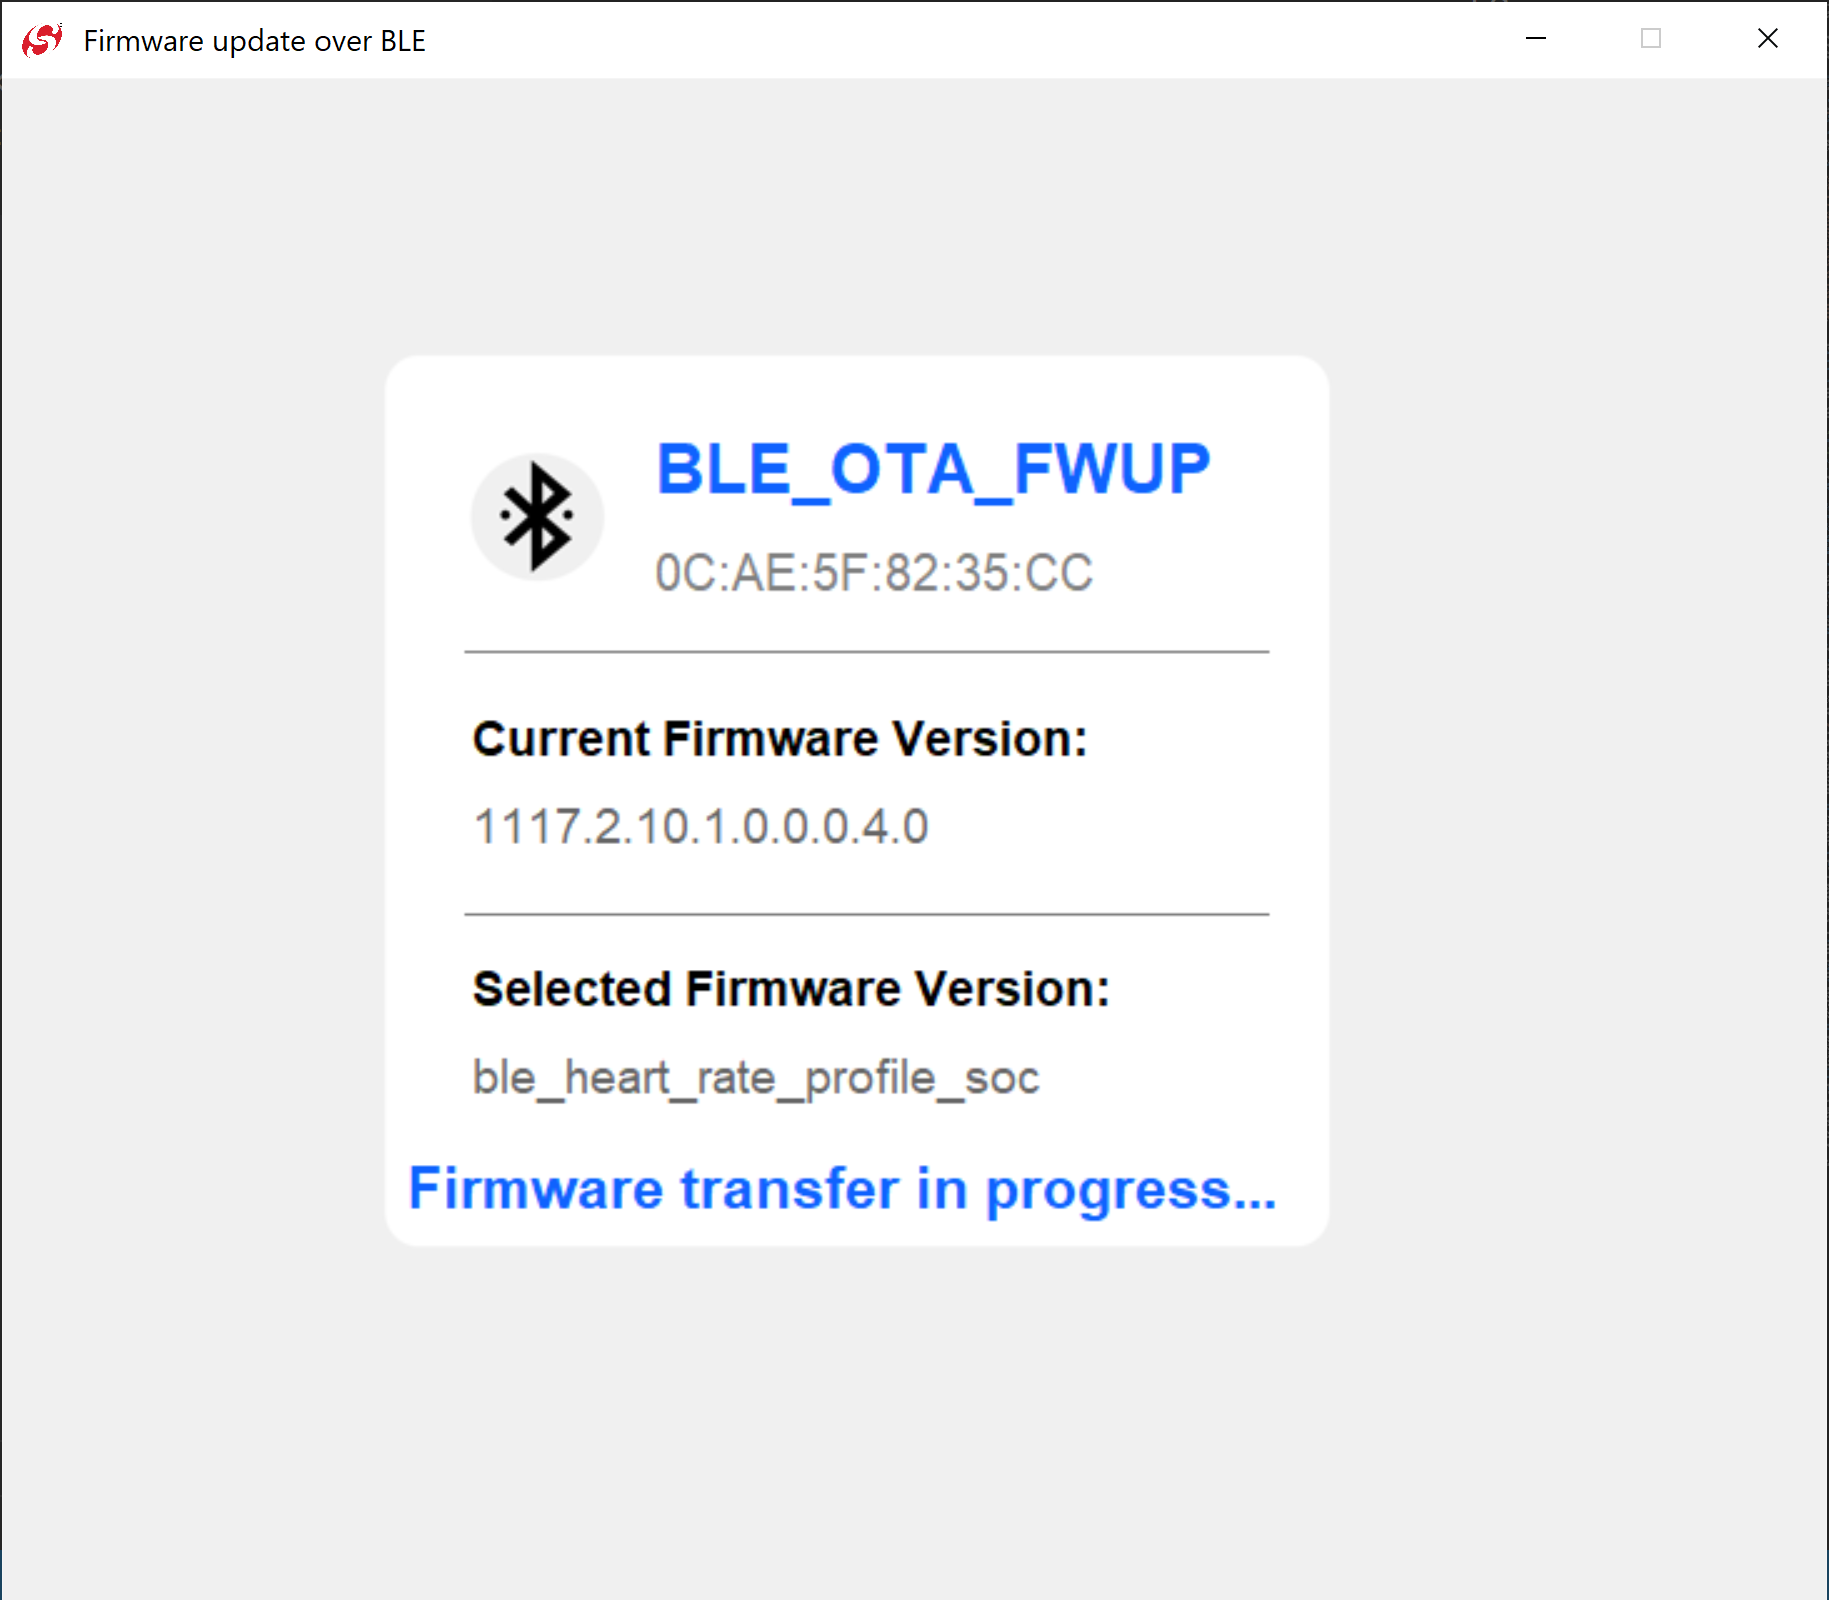 Firmware update over BLE
BLE_OTA_FWUP
0C:AE:5F:82:35:CC
Current Firmware Version:
1117.2.10.1.0.0.0.4.0
Selected Firmware Version:
ble_heart_rate_profile_soc
Firmware transfer in progress...